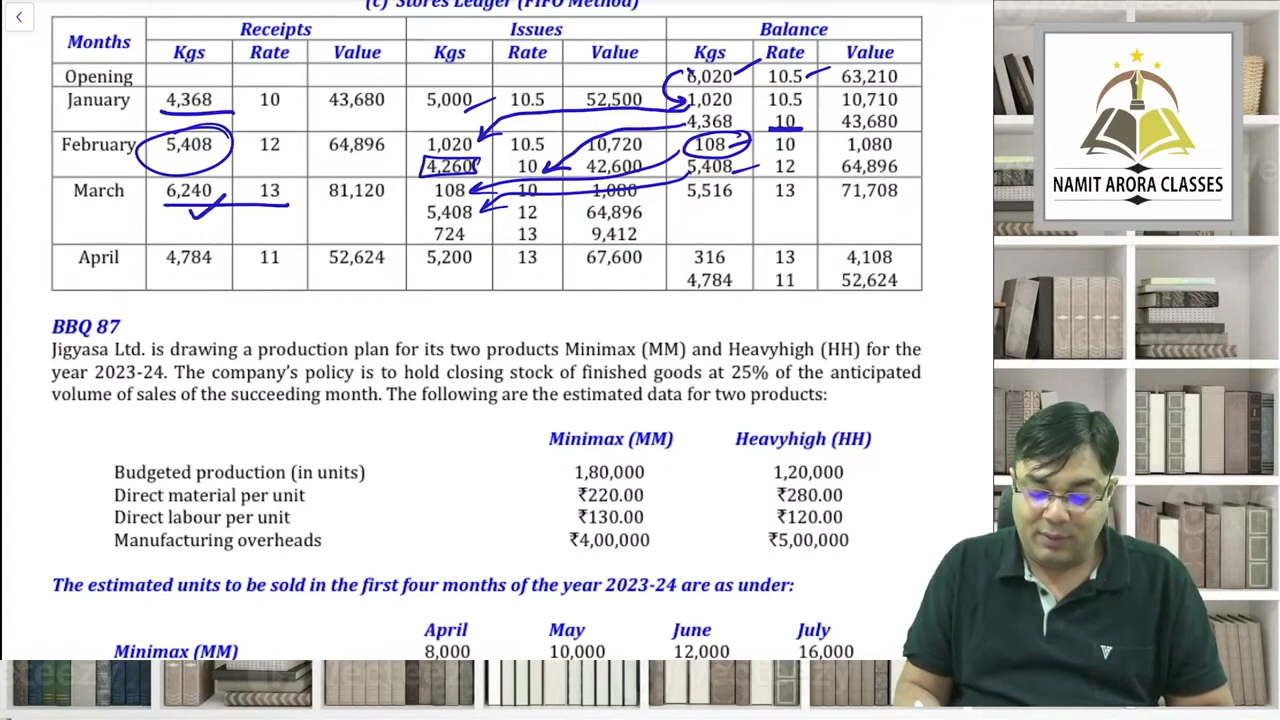 (c) Stores Ledger (FIFO Method)
Months Receipts Issues Balance
Kgs Rate Value Kgs Rate Value Kgs Rate Value
Opening 6,020 10.5 63,210
January 4,368 10 43,680 5,000 10.5 52,500 1,020 10.5 10,710
4,368 10 43,680
February 5,408 12 64,896 1,020 10.5 10,720 108 10 1,080
4,260 10 42,600 5,408 12 64,896
March 6,240 13 81,120 108 10 1,080 5,516 13 71,708
5,408 12 64,896
724 13 9,412
April 4,784 11 52,624 5,200 13 67,600 316 13 4,108
4,784 11 52,624
BBQ 87
Jigyasa Ltd. is drawing a production plan for its two products Minimax (MM) and Heavyhigh (HH) for the
year 2023-24. The company's policy is to hold closing stock of finished goods at 25% of the anticipated
volume of sales of the succeeding month. The following are the estimated data for two products:
Minimax (MM) Heavyhigh (HH)
Budgeted production (in units) 1,80,000 1,20,000
Direct material per unit ₹220.00 ₹280.00
Direct labour per unit ₹130.00 ₹120.00
Manufacturing overheads ₹4,00,000 ₹5,00,000
The estimated units to be sold in the first four months of the year 2023-24 are as under:
April May June July
Minimax (MM) 8,000 10,000 12,000 16,000
NAMIT ARORA CLASSES